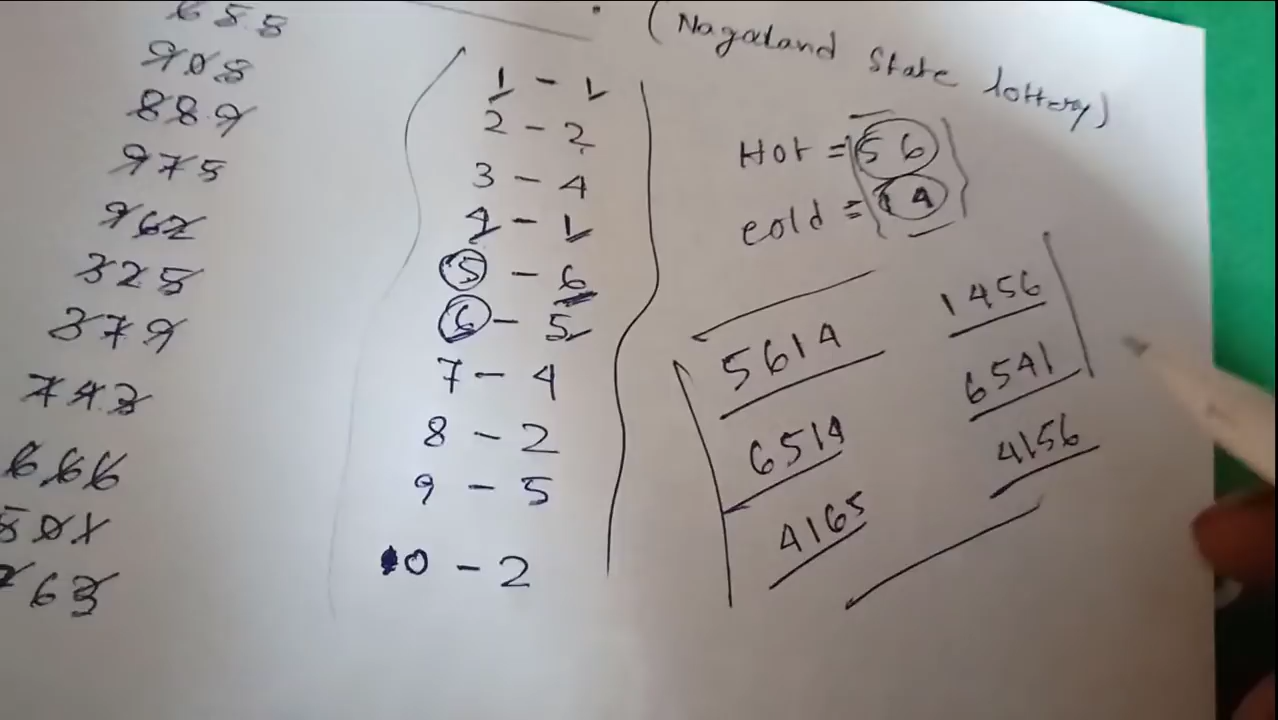 658
908
889
975
962
325
379
743
666
501
763
1 - 1
2 - 2
3 - 4
4 - 1
5 - 6
6 - 5
7 - 4
8 - 2
9 - 5
0 - 2
(Nagaland State lottery)
Hot = 56
cold = 14
5614 1456
6514 6541
4165 4156